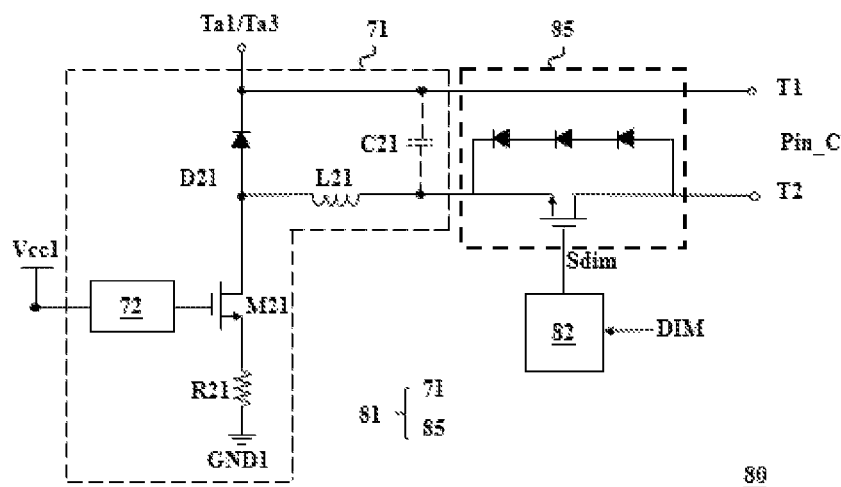 Ta1/Ta3
71
85
T1
C21
Pin_C
D21
L21
T2
Vcc1
Sdim
72
M21
82
DIM
R21
81
71
85
GND1
80